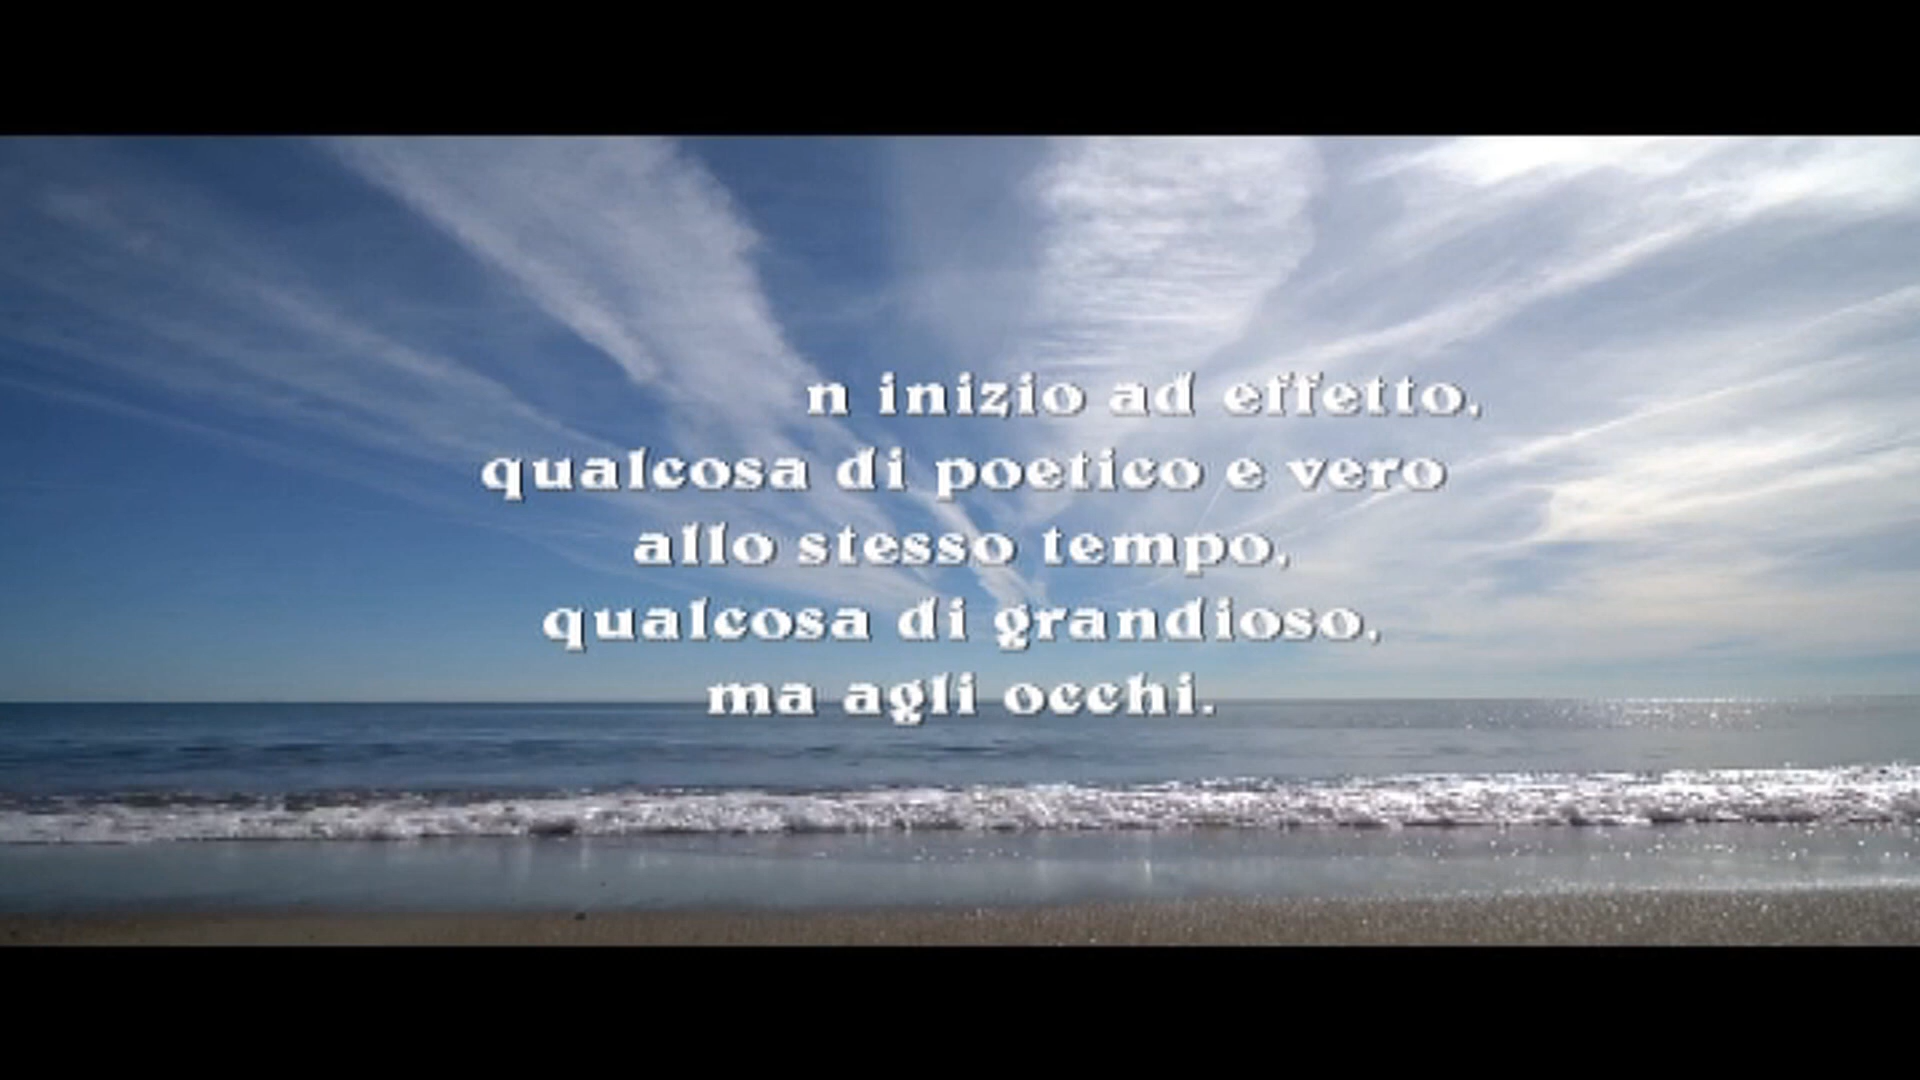 n inizio ad effetto,
qualcosa di poetico e vero
allo stesso tempo,
qualcosa di grandioso,
ma agli occhi.